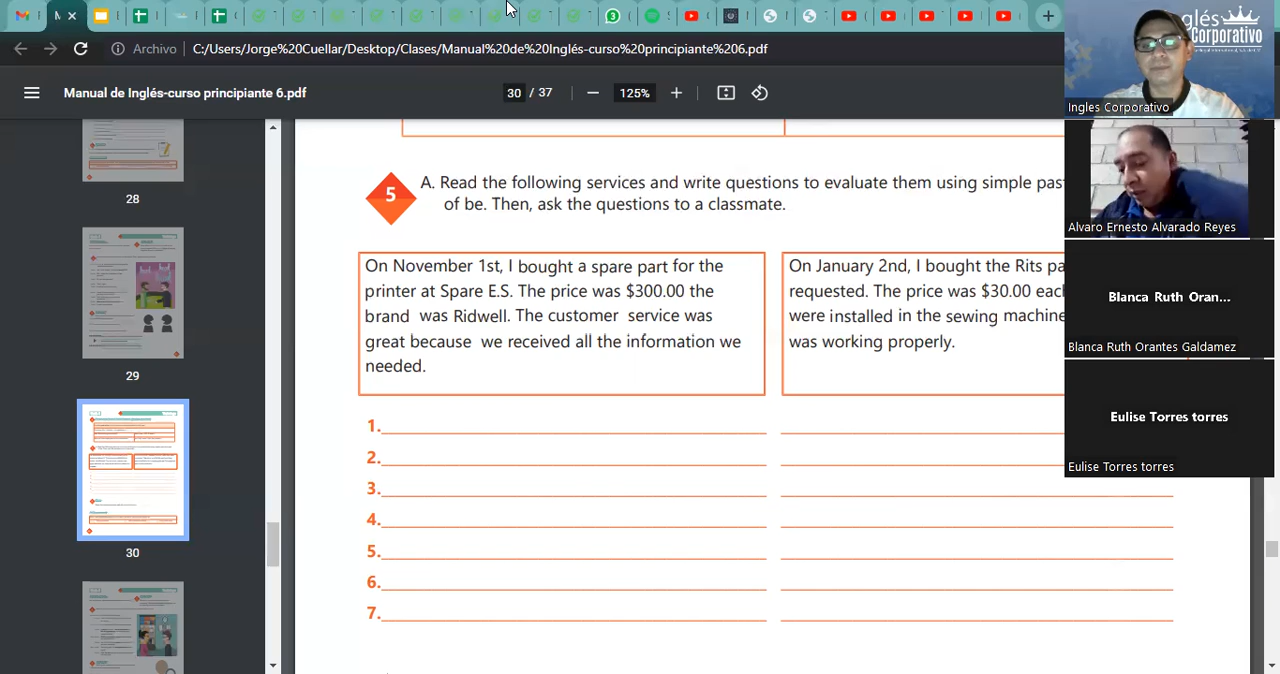 Archivo
C:/Users/Jorge%20Cuellar/Desktop/Clases/Manual%20de%20Inglés-curso%20principiante%206.pdf
Manual de Inglés-curso principiante 6.pdf
30 / 37
125%
28
29
30
5
A. Read the following services and write questions to evaluate them using simple past
of be. Then, ask the questions to a classmate.
On November 1st, I bought a spare part for the
printer at Spare E.S. The price was $300.00 the
brand was Ridwell. The customer service was
great because we received all the information we
needed.
On January 2nd, I bought the Rits pa
requested. The price was $30.00 eac
were installed in the sewing machine
was working properly.
1.
2.
3.
4.
5.
6.
7.
glés
Corporativo
Ingles Corporativo
Alvaro Ernesto Alvarado Reyes
Blanca Ruth Oran...
Blanca Ruth Orantes Galdamez
Eulise Torres torres
Eulise Torres torres